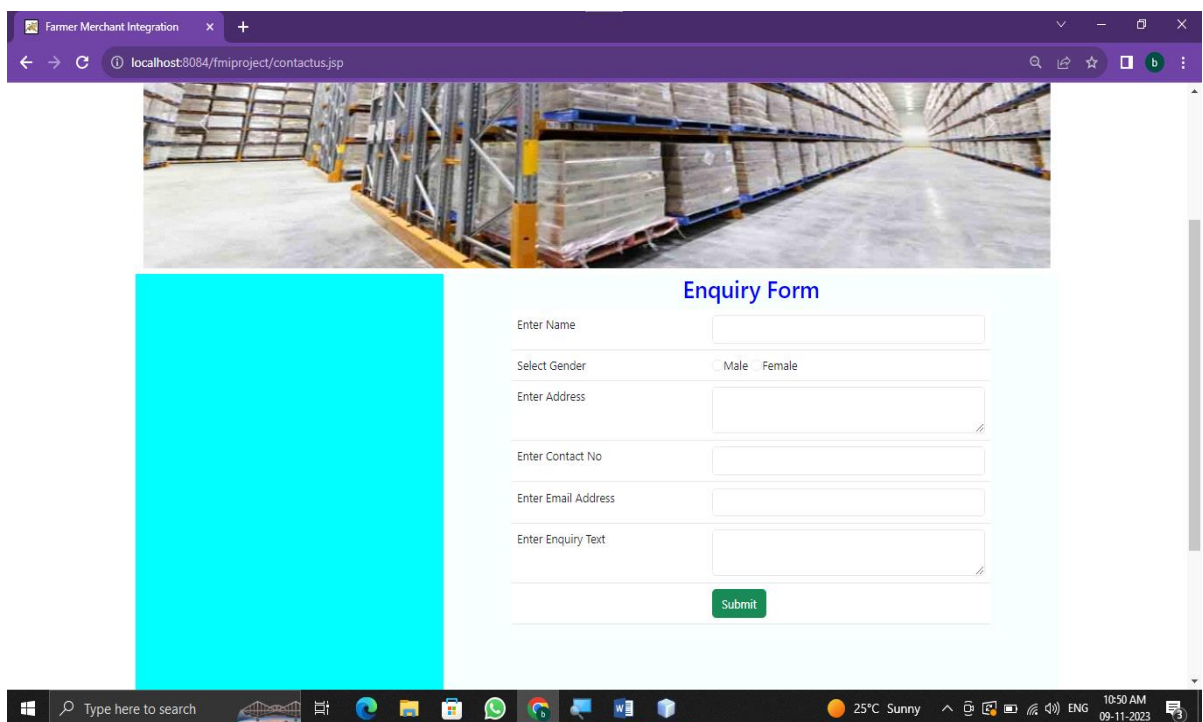 Farmer Merchant Integration
localhost:8084/fmiproject/contactus.jsp
b
Enquiry Form
Enter Name
Select Gender Male Female
Enter Address
Enter Contact No
Enter Email Address
Enter Enquiry Text
Submit
Type here to search
25°C Sunny
ENG
10:50 AM
09-11-2023
3